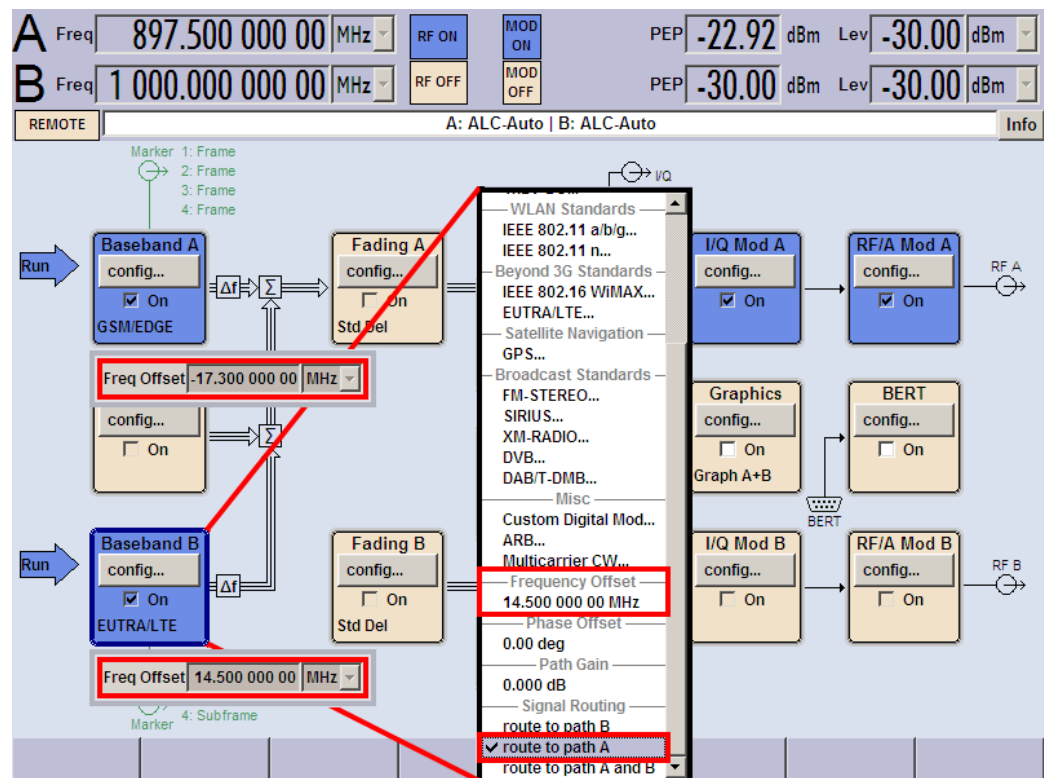 A Freq 897.500 000 00 MHz RF ON MOD ON PEP -22.92 dBm Lev -30.00 dBm
B Freq 1 000.000 000 00 MHz RF OFF MOD OFF PEP -30.00 dBm Lev -30.00 dBm
REMOTE A: ALC-Auto | B: ALC-Auto Info
Marker 1: Frame
2: Frame
3: Frame
4: Frame
I/Q
Run
Baseband A
config...
On
GSM/EDGE
Δf
Σ
Fading A
config...
On
Std Del
Freq Offset -17.300 000 00 MHz
config...
On
Σ
Run
Baseband B
config...
On
EUTRA/LTE
Δf
Fading B
config...
On
Std Del
Freq Offset 14.500 000 00 MHz
Marker 4: Subframe
WLAN Standards
IEEE 802.11 a/b/g...
IEEE 802.11 n...
Beyond 3G Standards
IEEE 802.16 WiMAX...
EUTRA/LTE...
Satellite Navigation
GPS...
Broadcast Standards
FM-STEREO...
SIRIUS...
XM-RADIO...
DVB...
DAB/T-DMB...
Misc
Custom Digital Mod...
ARB...
Multicarrier CW...
Frequency Offset
14.500 000 00 MHz
Phase Offset
0.00 deg
Path Gain
0.000 dB
Signal Routing
route to path B
route to path A
route to path A and B
I/Q Mod A
config...
On
RF/A Mod A
config...
On
RF A
Graphics
config...
On
Graph A+B
BERT
config...
On
BERT
I/Q Mod B
config...
On
RF/A Mod B
config...
On
RF B